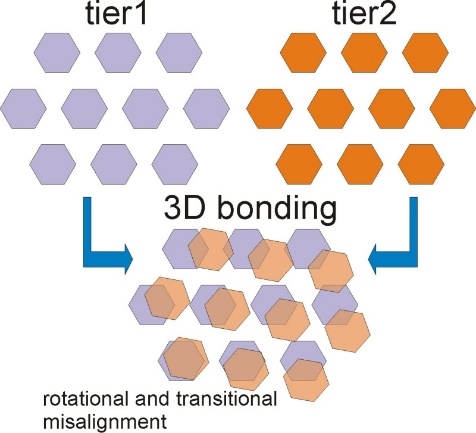 tier1
tier2
3D bonding
rotational and transitional
misalignment